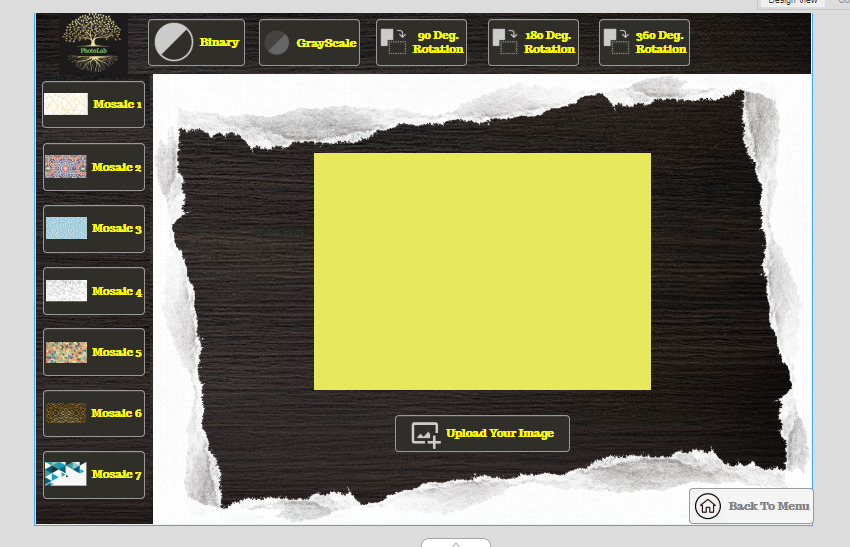 Design View
PhotoLab
Binary
GrayScale
90 Deg.
Rotation
180 Deg.
Rotation
360 Deg.
Rotation
Mosaic 1
Mosaic 2
Mosaic 3
Mosaic 4
Mosaic 5
Mosaic 6
Mosaic 7
Upload Your Image
Back To Menu